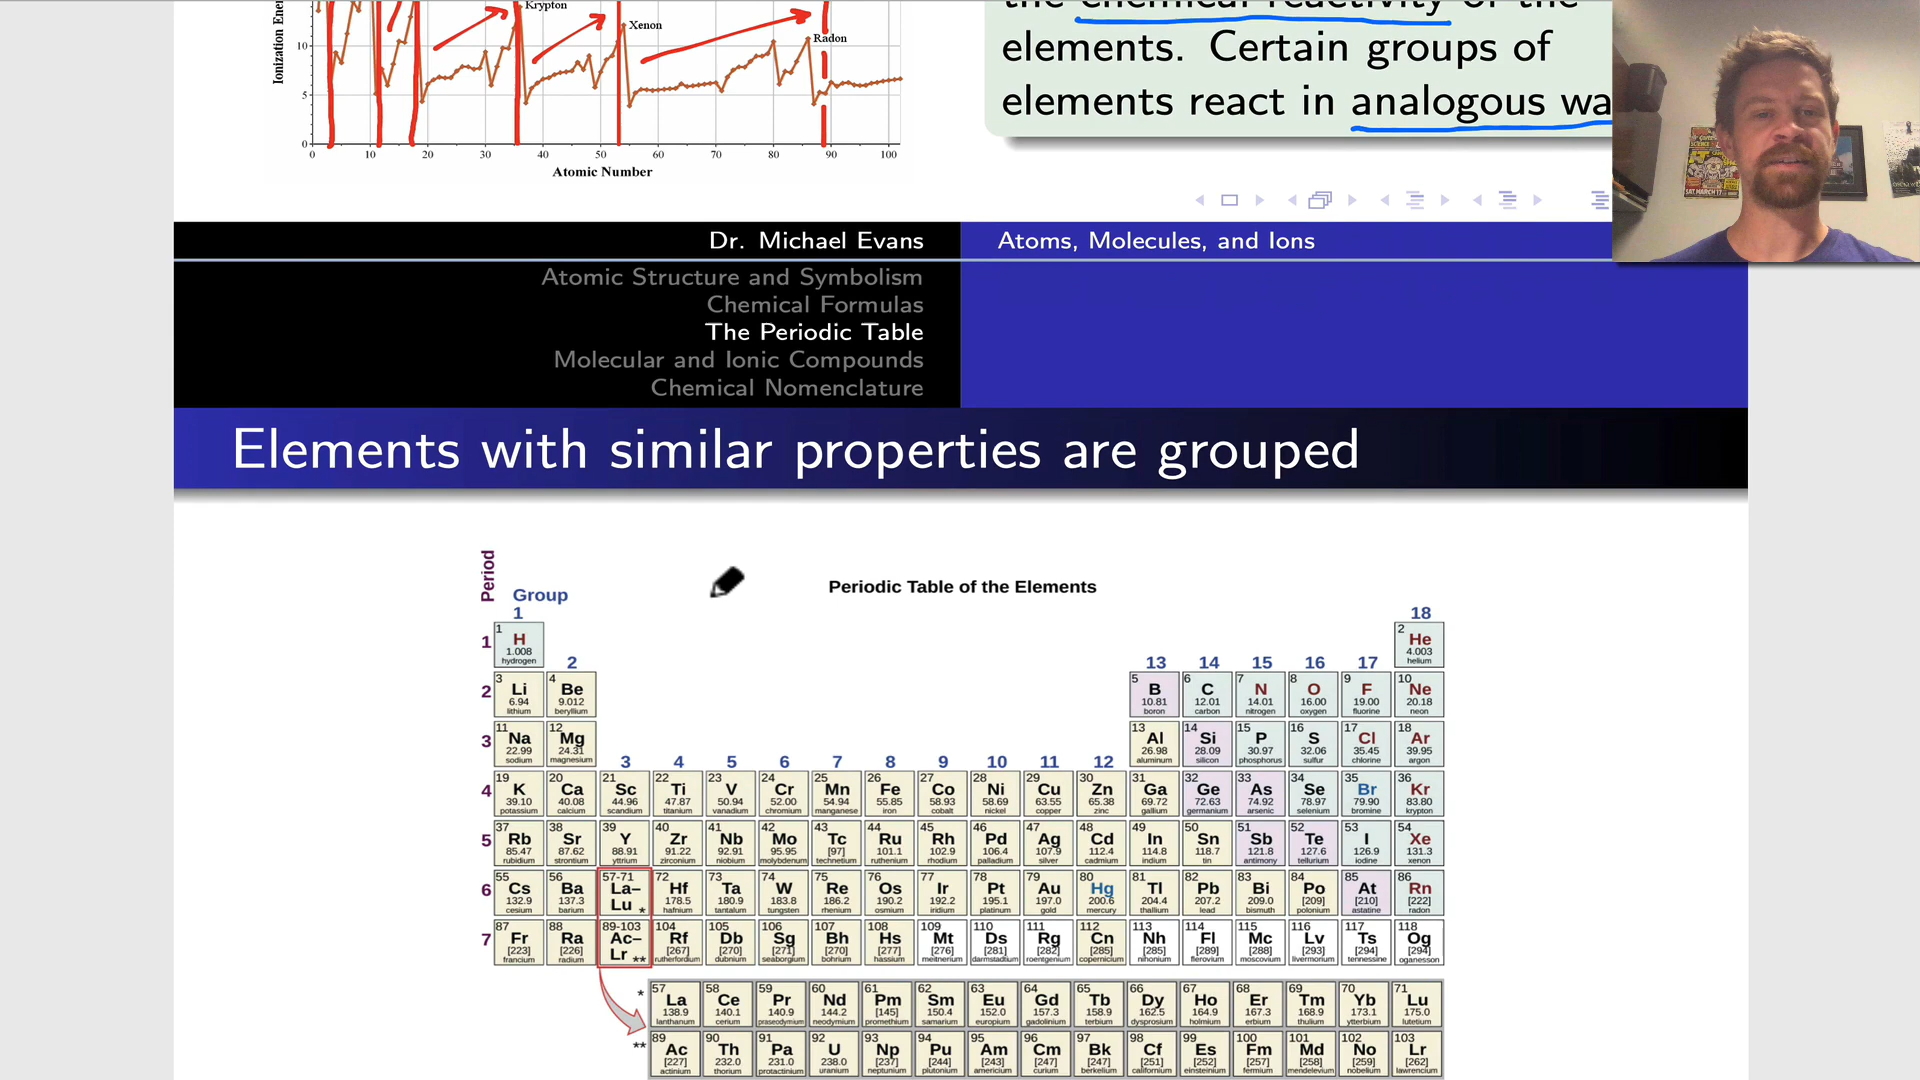 Krypton
Xenon
Radon
10
5
0
0 10 20 30 40 50 60 70 80 90 100
Atomic Number
the chemical reactivity of the
elements. Certain groups of
elements react in analogous
Dr. Michael Evans
Atoms, Molecules, and Ions
Atomic Structure and Symbolism
Chemical Formulas
The Periodic Table
Molecular and Ionic Compounds
Chemical Nomenclature
Elements with similar properties are grouped
Periodic Table of the Elements
Period
Group
1 18
1 1 H 1.008 hydrogen 2 He 4.003 helium
2 13 14 15 16 17
2 3 Li 6.94 lithium 4 Be 9.012 beryllium 5 B 10.81 boron 6 C 12.01 carbon 7 N 14.01 nitrogen 8 O 16.00 oxygen 9 F 19.00 fluorine 10 Ne 20.18 neon
3 11 Na 22.99 sodium 12 Mg 24.31 magnesium 13 Al 26.98 aluminum 14 Si 28.09 silicon 15 P 30.97 phosphorus 16 S 32.06 sulfur 17 Cl 35.45 chlorine 18 Ar 39.95 argon
3 4 5 6 7 8 9 10 11 12
4 19 K 39.10 potassium 20 Ca 40.08 calcium 21 Sc 44.96 scandium 22 Ti 47.87 titanium 23 V 50.94 vanadium 24 Cr 52.00 chromium 25 Mn 54.94 manganese 26 Fe 55.85 iron 27 Co 58.93 cobalt 28 Ni 58.69 nickel 29 Cu 63.55 copper 30 Zn 65.38 zinc 31 Ga 69.72 gallium 32 Ge 72.63 germanium 33 As 74.92 arsenic 34 Se 78.97 selenium 35 Br 79.90 bromine 36 Kr 83.80 krypton
5 37 Rb 85.47 rubidium 38 Sr 87.62 strontium 39 Y 88.91 yttrium 40 Zr 91.22 zirconium 41 Nb 92.91 niobium 42 Mo 95.95 molybdenum 43 Tc [97] technetium 44 Ru 101.1 ruthenium 45 Rh 102.9 rhodium 46 Pd 106.4 palladium 47 Ag 107.9 silver 48 Cd 112.4 cadmium 49 In 114.8 indium 50 Sn 118.7 tin 51 Sb 121.8 antimony 52 Te 127.6 tellurium 53 I 126.9 iodine 54 Xe 131.3 xenon
6 55 Cs 132.9 cesium 56 Ba 137.3 barium 57-71 La–Lu * 72 Hf 178.5 hafnium 73 Ta 180.9 tantalum 74 W 183.8 tungsten 75 Re 186.2 rhenium 76 Os 190.2 osmium 77 Ir 192.2 iridium 78 Pt 195.1 platinum 79 Au 197.0 gold 80 Hg 200.6 mercury 81 Tl 204.4 thallium 82 Pb 207.2 lead 83 Bi 209.0 bismuth 84 Po [209] polonium 85 At [210] astatine 86 Rn [222] radon
7 87 Fr [223] francium 88 Ra [226] radium 89-103 Ac–Lr ** 104 Rf [267] rutherfordium 105 Db [270] dubnium 106 Sg [271] seaborgium 107 Bh [270] bohrium 108 Hs [277] hassium 109 Mt [276] meitnerium 110 Ds [281] darmstadtium 111 Rg [282] roentgenium 112 Cn [285] copernicium 113 Nh [285] nihonium 114 Fl [289] flerovium 115 Mc [288] moscovium 116 Lv [293] livermorium 117 Ts [294] tennessine 118 Og [294] oganesson
* 57 La 138.9 lanthanum 58 Ce 140.1 cerium 59 Pr 140.9 praseodymium 60 Nd 144.2 neodymium 61 Pm [145] promethium 62 Sm 150.4 samarium 63 Eu 152.0 europium 64 Gd 157.3 gadolinium 65 Tb 158.9 terbium 66 Dy 162.5 dysprosium 67 Ho 164.9 holmium 68 Er 167.3 erbium 69 Tm 168.9 thulium 70 Yb 173.1 ytterbium 71 Lu 175.0 lutetium
** 89 Ac [227] actinium 90 Th 232.0 thorium 91 Pa 231.0 protactinium 92 U 238.0 uranium 93 Np [237] neptunium 94 Pu [244] plutonium 95 Am [243] americium 96 Cm [247] curium 97 Bk [247] berkelium 98 Cf [251] californium 99 Es [252] einsteinium 100 Fm [257] fermium 101 Md [258] mendelevium 102 No [259] nobelium 103 Lr [262] lawrencium